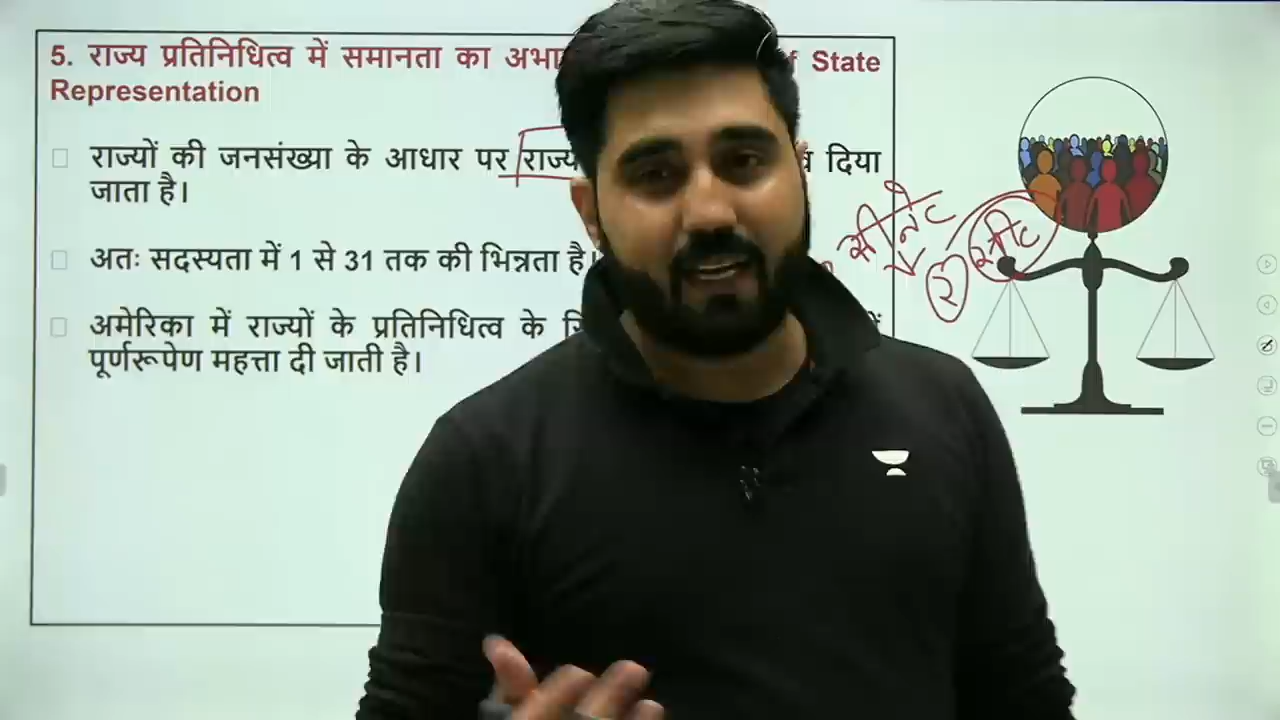 5. राज्य प्रतिनिधित्व में समानता का State
Representation
राज्यों की जनसंख्या के आधार पर राज्य दिया
जाता है।
अतः सदस्यता में 1 से 31 तक की भिन्नता है
अमेरिका में राज्यों के प्रतिनिधित्व के
पूर्णरूपेण महत्ता दी जाती है।
सीनेट
2 सीट